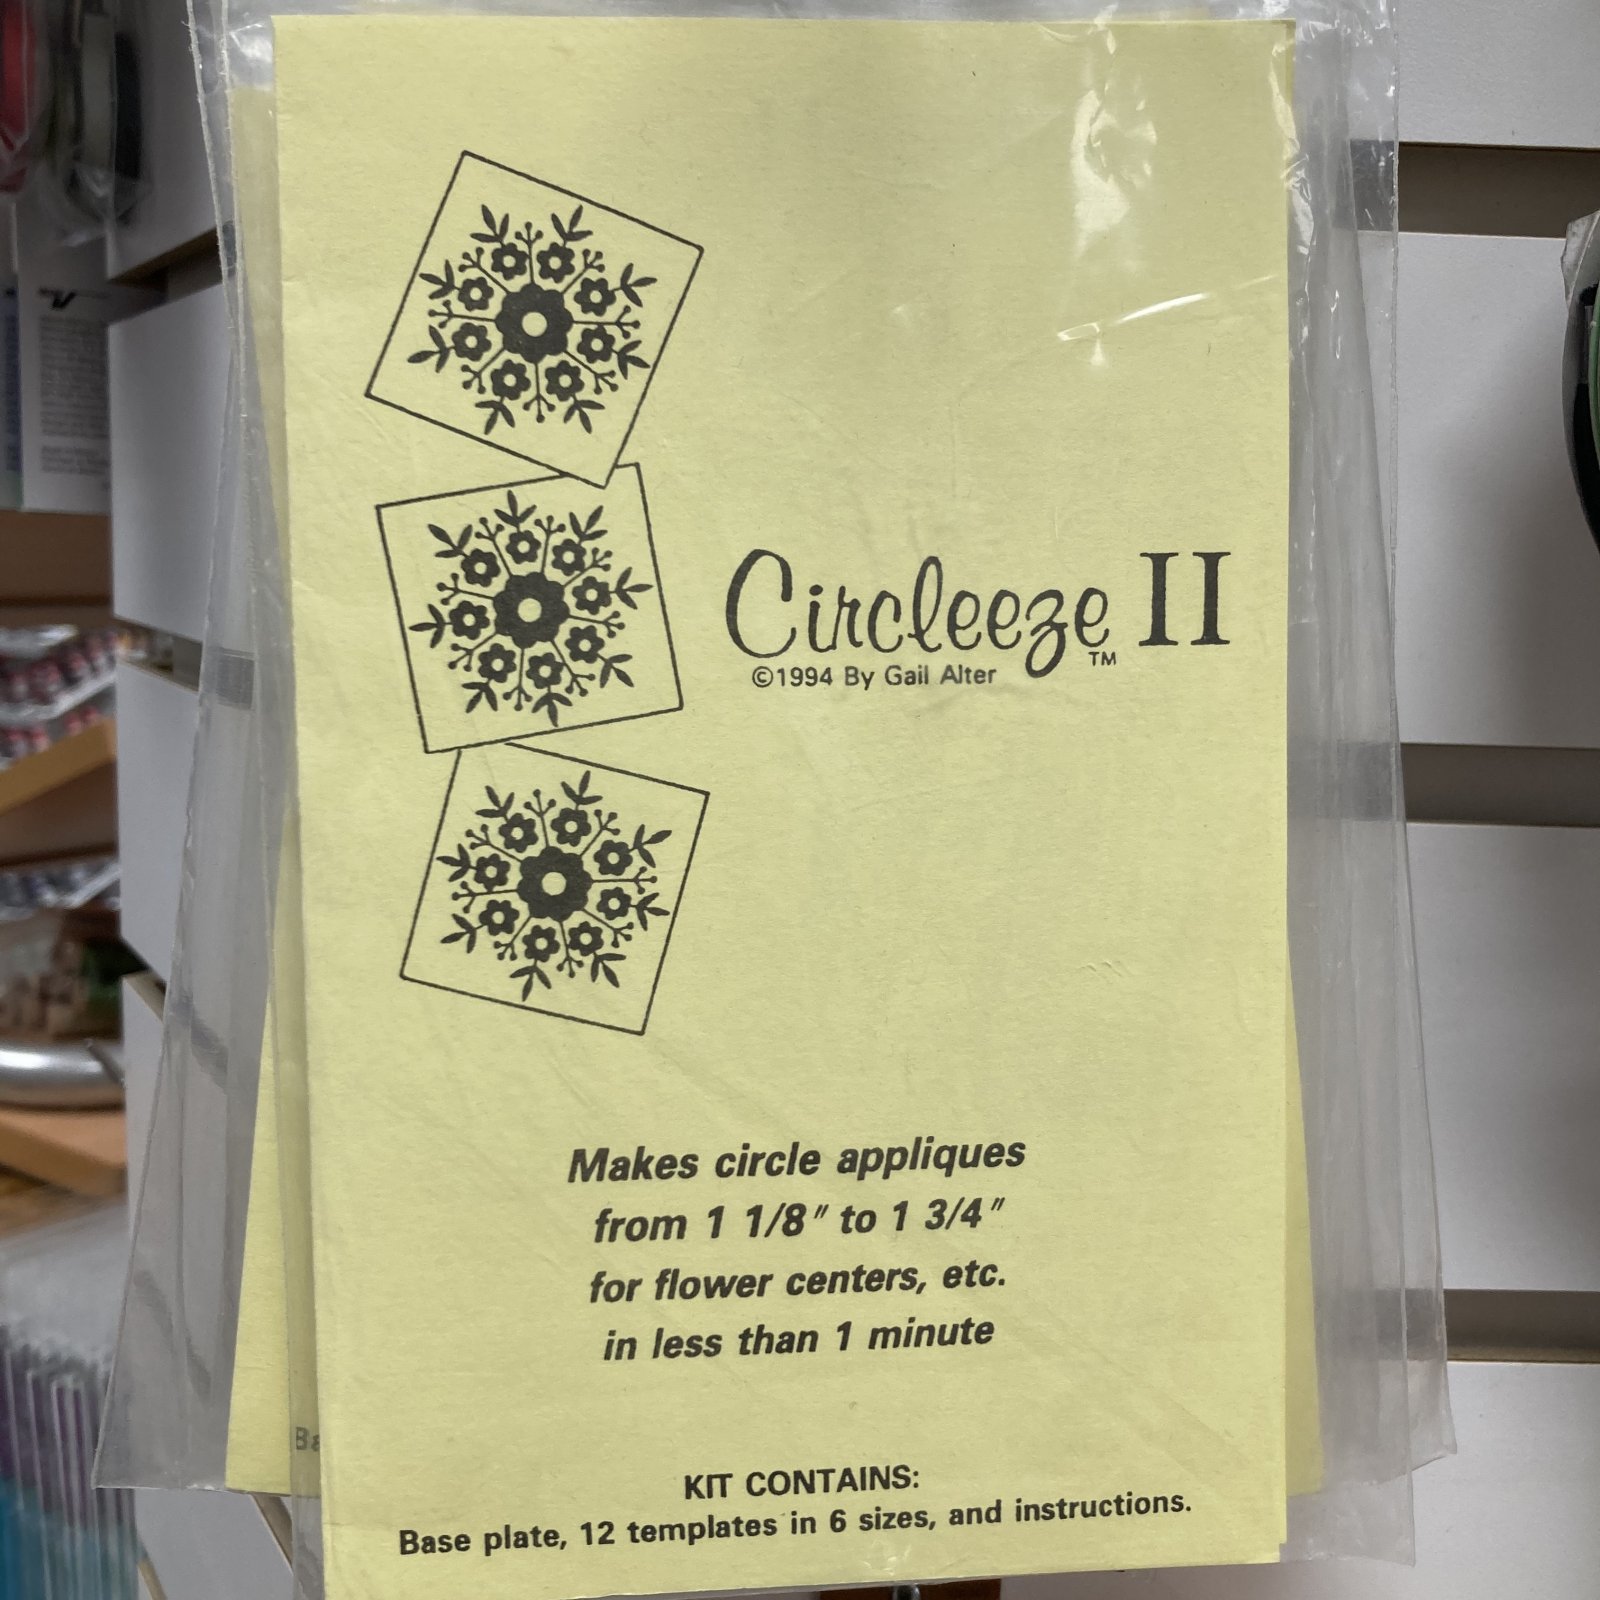 Circleeze II
TM
©1994 By Gail Alter
Makes circle appliques
from 1 1/8" to 1 3/4"
for flower centers, etc.
in less than 1 minute
KIT CONTAINS:
Base plate, 12 templates in 6 sizes, and instructions.